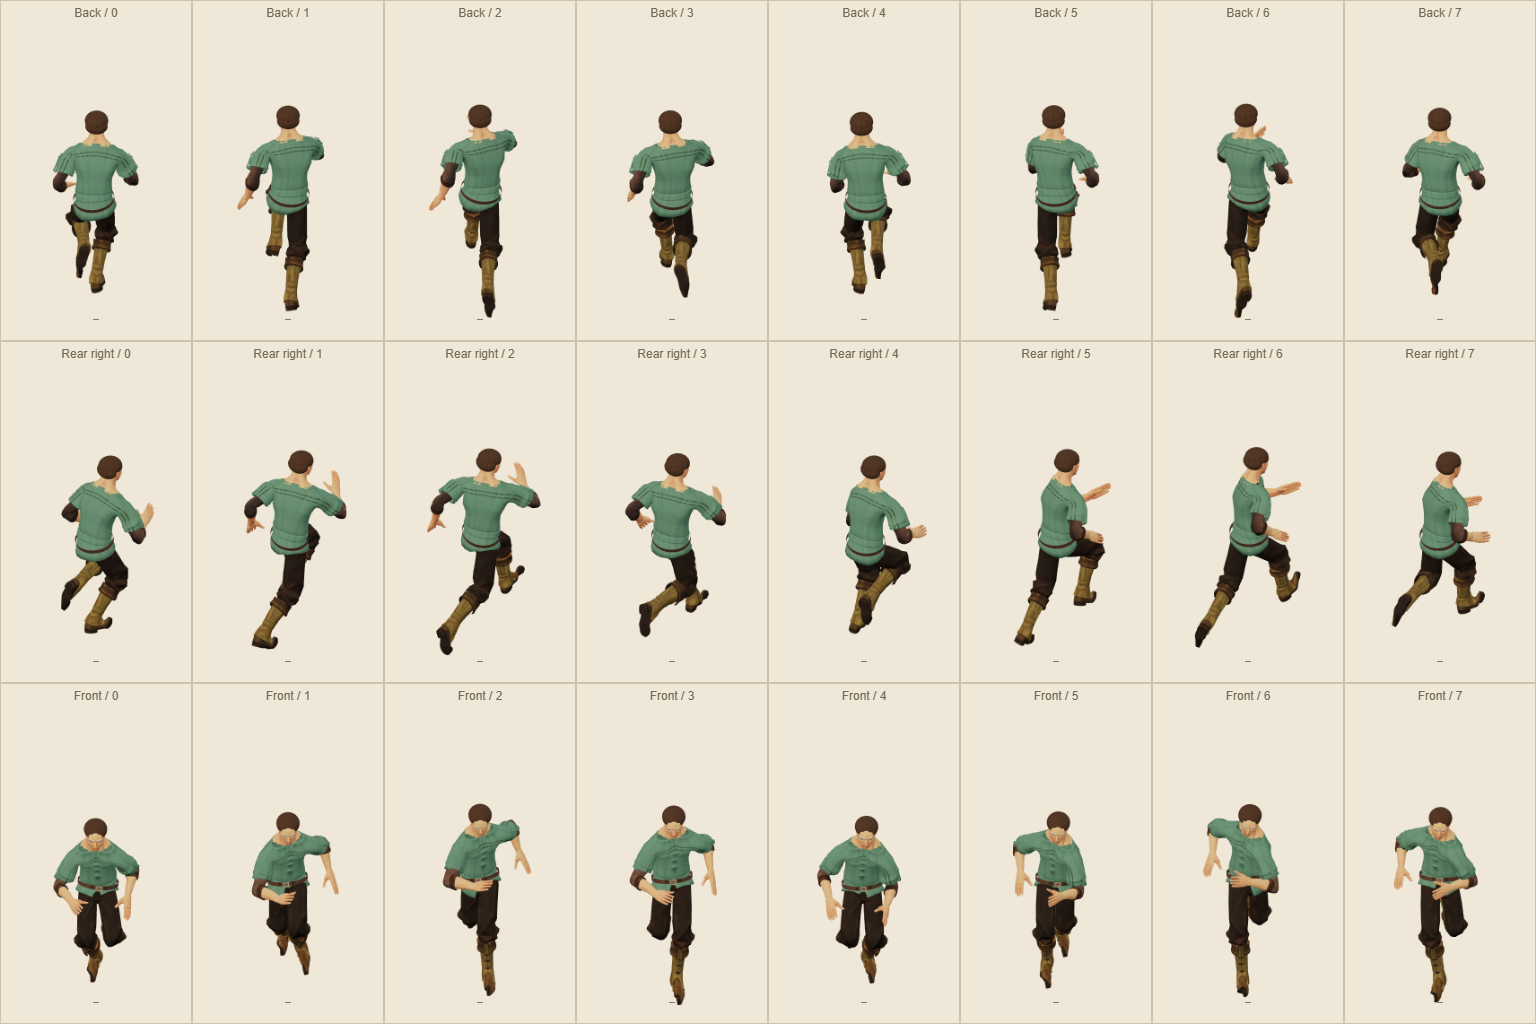 Back / 0
Back / 1
Back / 2
Back / 3
Back / 4
Back / 5
Back / 6
Back / 7
Rear right / 0
Rear right / 1
Rear right / 2
Rear right / 3
Rear right / 4
Rear right / 5
Rear right / 6
Rear right / 7
Front / 0
Front / 1
Front / 2
Front / 3
Front / 4
Front / 5
Front / 6
Front / 7